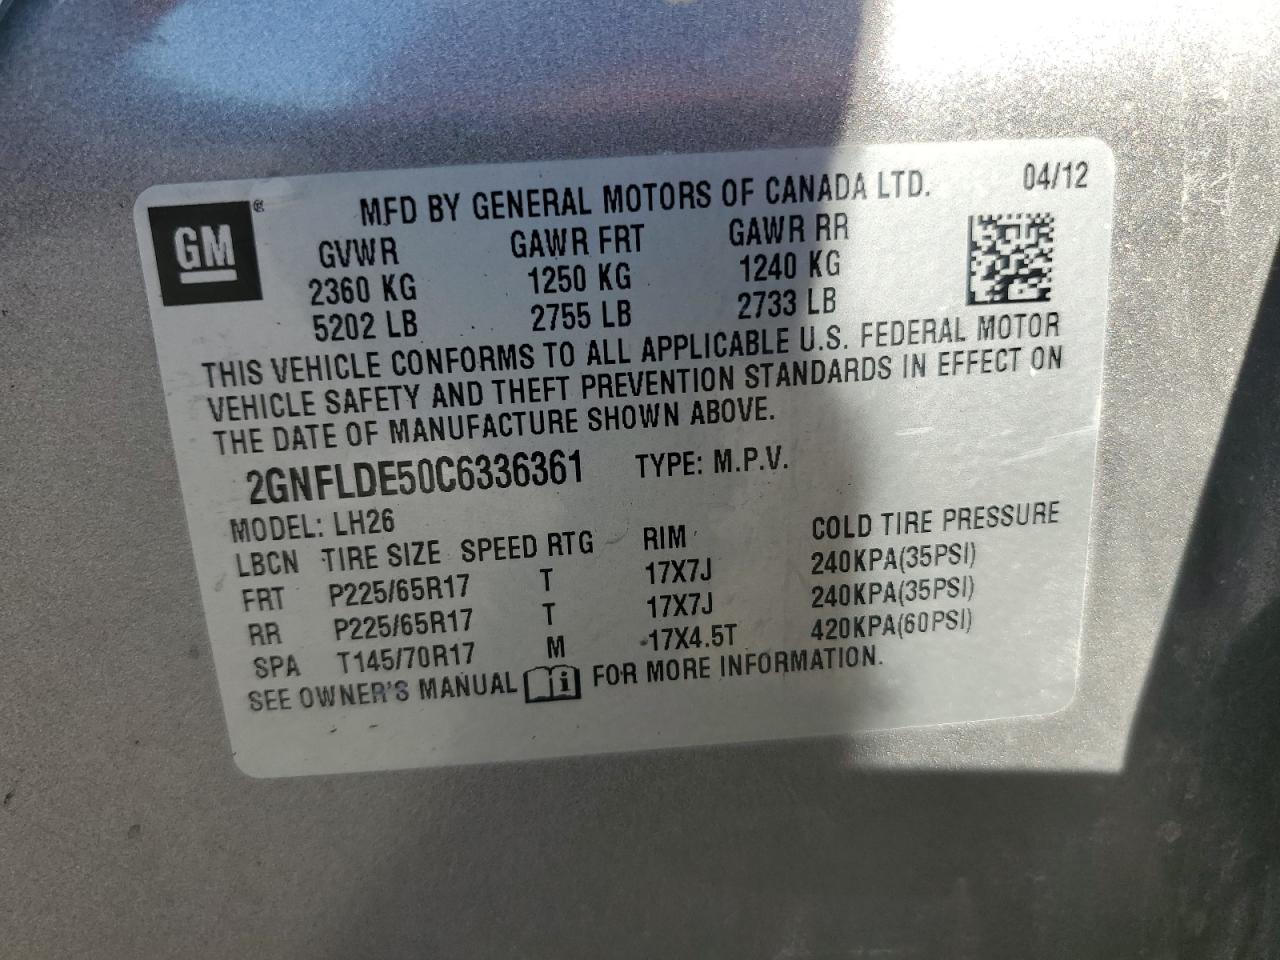 GM ®
MFD BY GENERAL MOTORS OF CANADA LTD. 04/12
GVWR GAWR FRT GAWR RR
2360 KG 1250 KG 1240 KG
5202 LB 2755 LB 2733 LB
THIS VEHICLE CONFORMS TO ALL APPLICABLE U.S. FEDERAL MOTOR
VEHICLE SAFETY AND THEFT PREVENTION STANDARDS IN EFFECT ON
THE DATE OF MANUFACTURE SHOWN ABOVE.
2GNFLDE50C6336361 TYPE: M.P.V.
MODEL: LH26
LBCN TIRE SIZE SPEED RTG RIM COLD TIRE PRESSURE
FRT P225/65R17 T 17X7J 240KPA(35PSI)
RR P225/65R17 T 17X7J 240KPA(35PSI)
SPA T145/70R17 M 17X4.5T 420KPA(60PSI)
SEE OWNER'S MANUAL i FOR MORE INFORMATION.